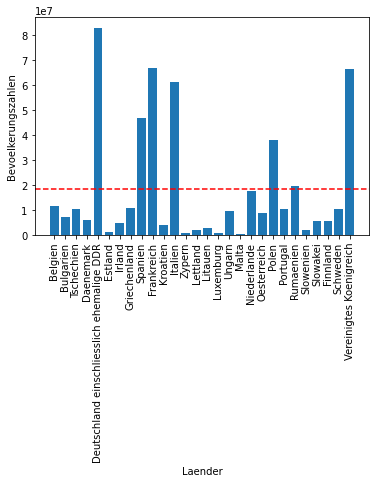 1e7
8
7
6
5
4
3
2
1
0
Bevoelkerungszahlen
Belgien
Bulgarien
Tschechien
Daenemark
Deutschland einschliesslich ehemalige DDR
Estland
Irland
Griechenland
Spanien
Frankreich
Kroatien
Italien
Zypern
Lettland
Litauen
Luxemburg
Ungarn
Malta
Niederlande
Oesterreich
Polen
Portugal
Rumaenien
Slowenien
Slowakei
Finnland
Schweden
Vereinigtes Koenigreich
Laender